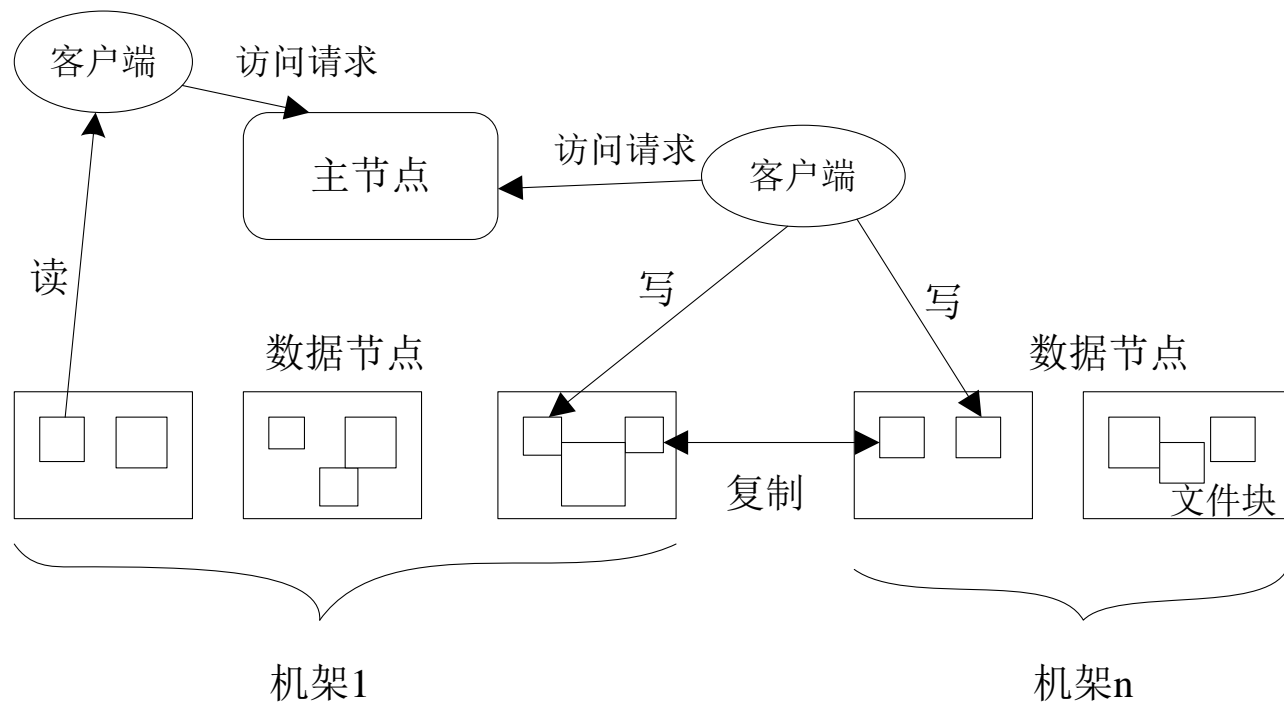 客户端
访问请求
主节点
访问请求
客户端
读
写
写
数据节点
数据节点
复制
文件块
机架1
机架n